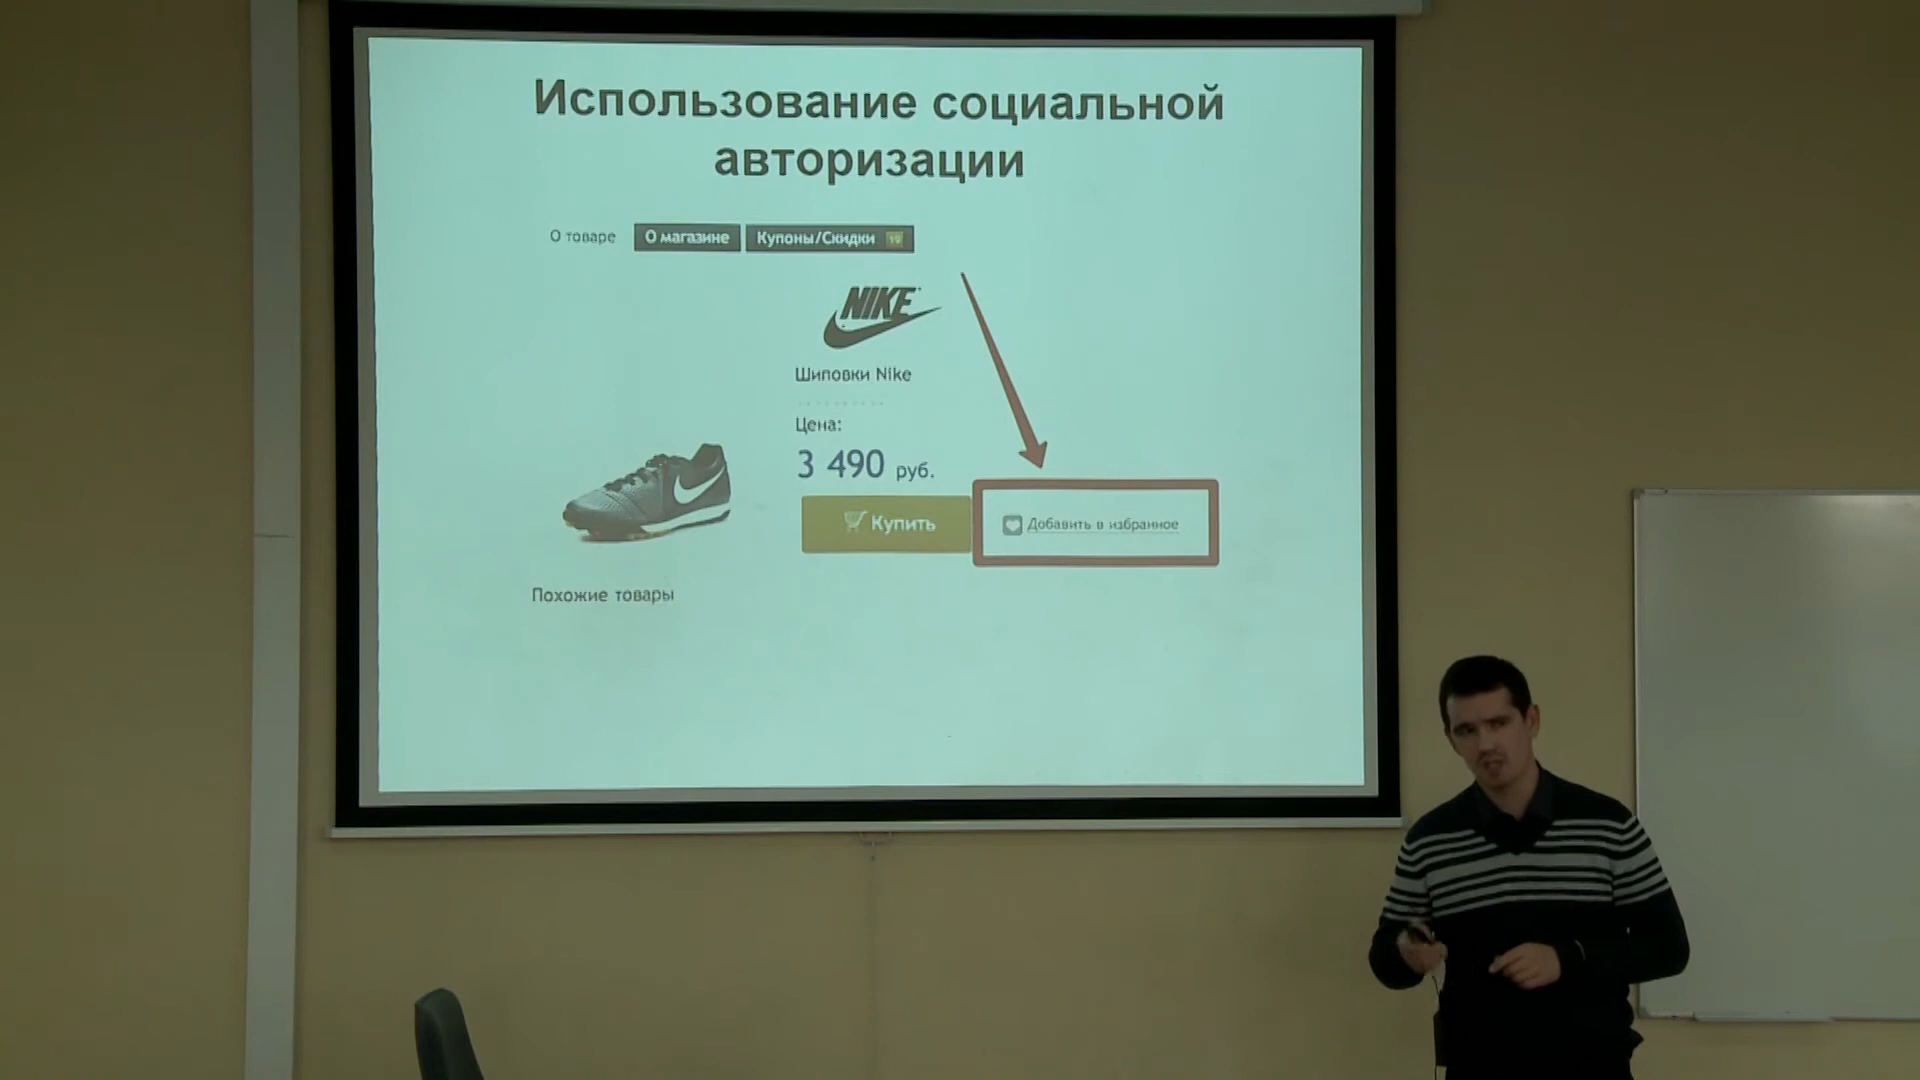 Использование социальной
авторизации
О товаре
О магазине
Купоны/Скидки 19
NIKE
Шиповки Nike
Цена:
3 490 руб.
Купить
Добавить в избранное
Похожие товары